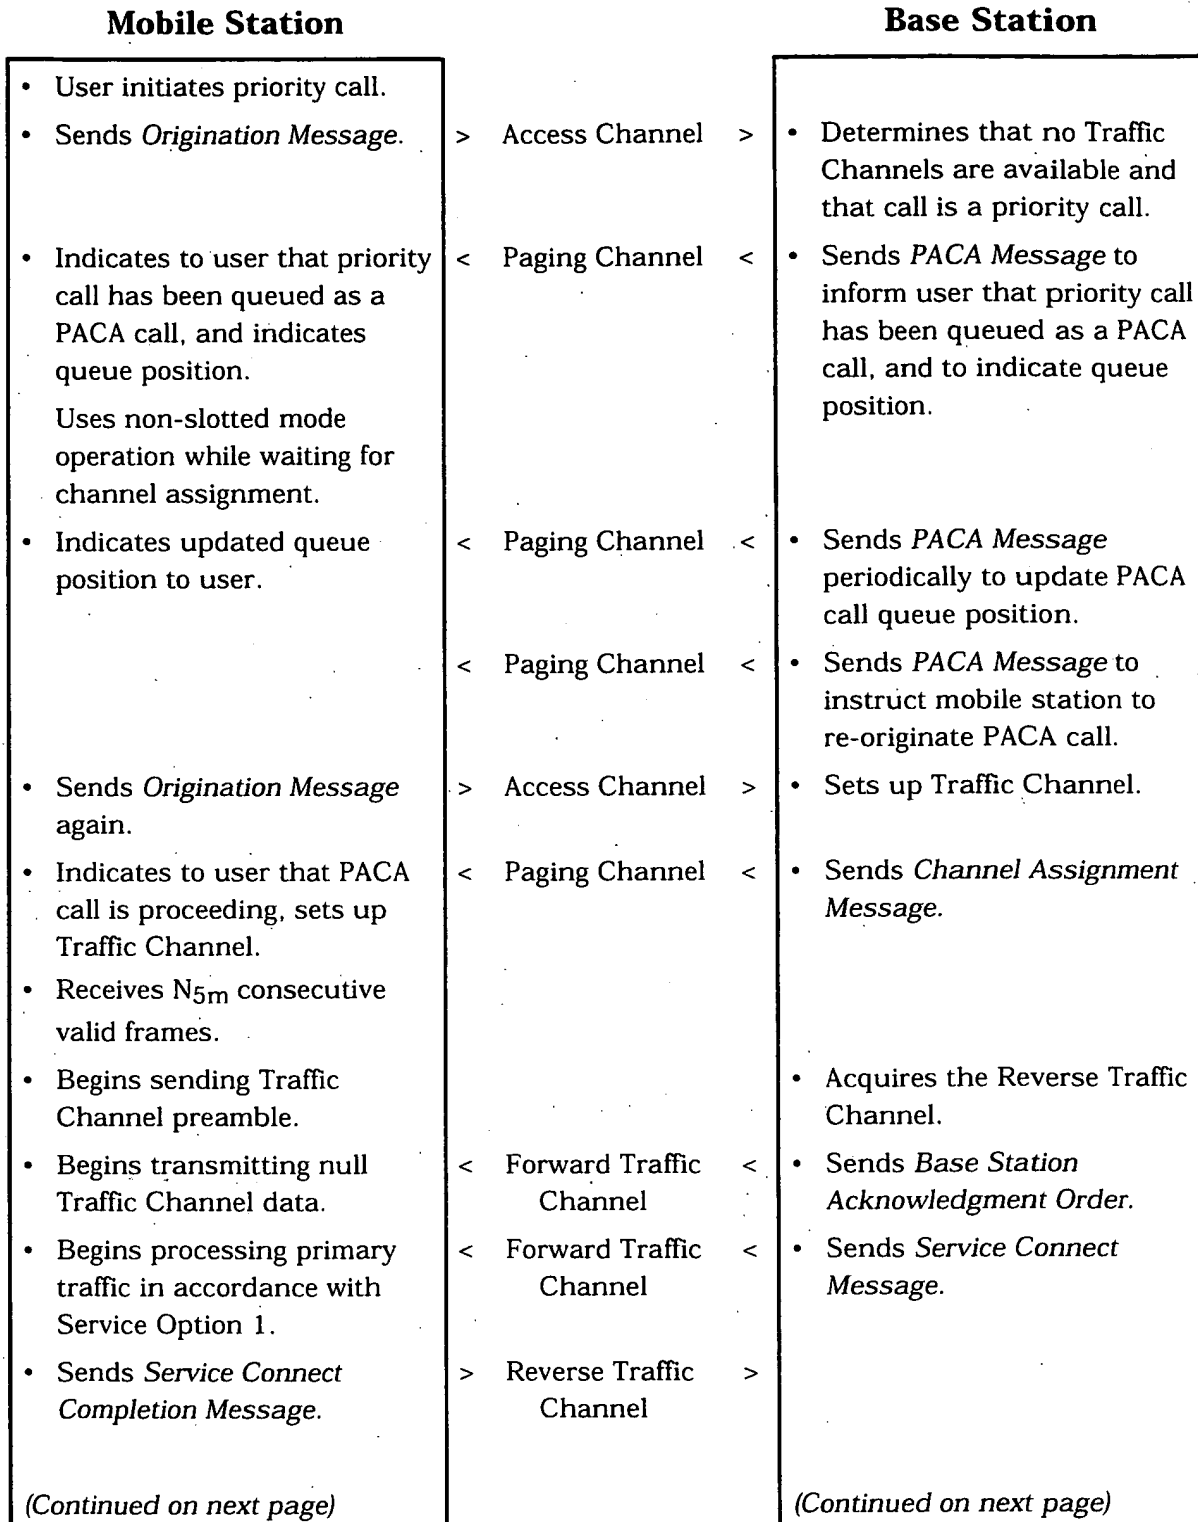 Mobile Station
Base Station
• User initiates priority call.
• Sends Origination Message. > Access Channel > • Determines that no Traffic
Channels are available and
that call is a priority call.
• Indicates to user that priority < Paging Channel < • Sends PACA Message to
call has been queued as a inform user that priority call
PACA call, and indicates has been queued as a PACA
queue position. call, and to indicate queue
Uses non-slotted mode position.
operation while waiting for
channel assignment.
• Indicates updated queue < Paging Channel < • Sends PACA Message
position to user. periodically to update PACA
call queue position.
< Paging Channel < • Sends PACA Message to
instruct mobile station to
re-originate PACA call.
• Sends Origination Message > Access Channel > • Sets up Traffic Channel.
again.
• Indicates to user that PACA < Paging Channel < • Sends Channel Assignment
call is proceeding, sets up Message.
Traffic Channel.
• Receives N5m consecutive
valid frames.
• Begins sending Traffic • Acquires the Reverse Traffic
Channel preamble. Channel.
• Begins transmitting null < Forward Traffic < • Sends Base Station
Traffic Channel data. Channel Acknowledgment Order.
• Begins processing primary < Forward Traffic < • Sends Service Connect
traffic in accordance with Channel Message.
Service Option 1.
• Sends Service Connect > Reverse Traffic >
Completion Message. Channel
(Continued on next page) (Continued on next page)